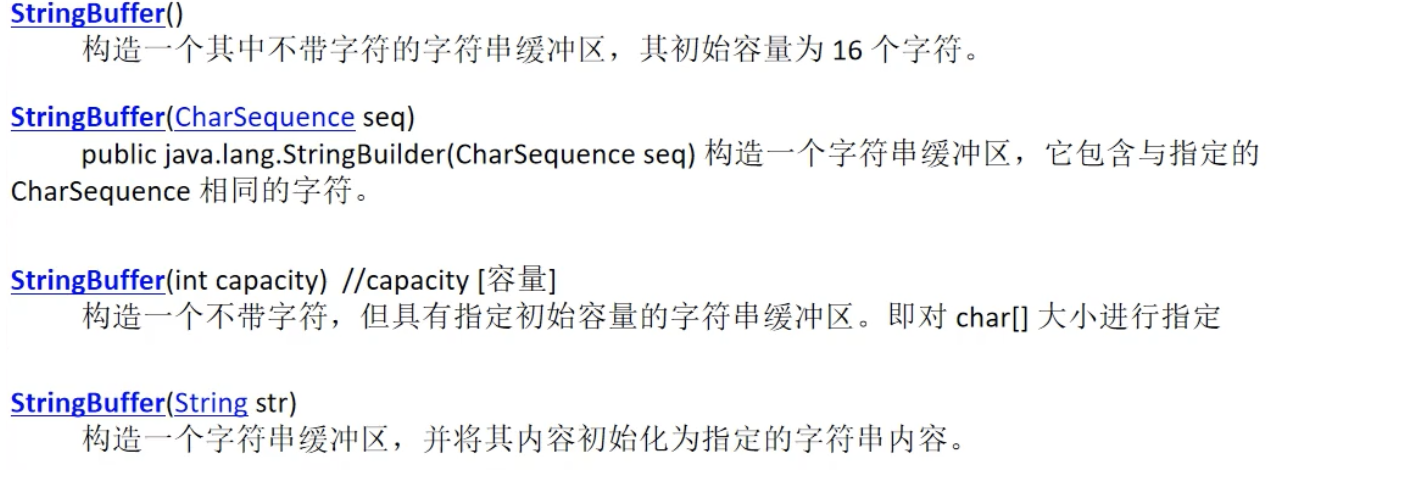 StringBuffer()
构造一个其中不带字符的字符串缓冲区，其初始容量为 16 个字符。
StringBuffer(CharSequence seq)
public java.lang.StringBuilder(CharSequence seq) 构造一个字符串缓冲区，它包含与指定的
CharSequence 相同的字符。
StringBuffer(int capacity) //capacity [容量]
构造一个不带字符，但具有指定初始容量的字符串缓冲区。即对 char[] 大小进行指定
StringBuffer(String str)
构造一个字符串缓冲区，并将其内容初始化为指定的字符串内容。